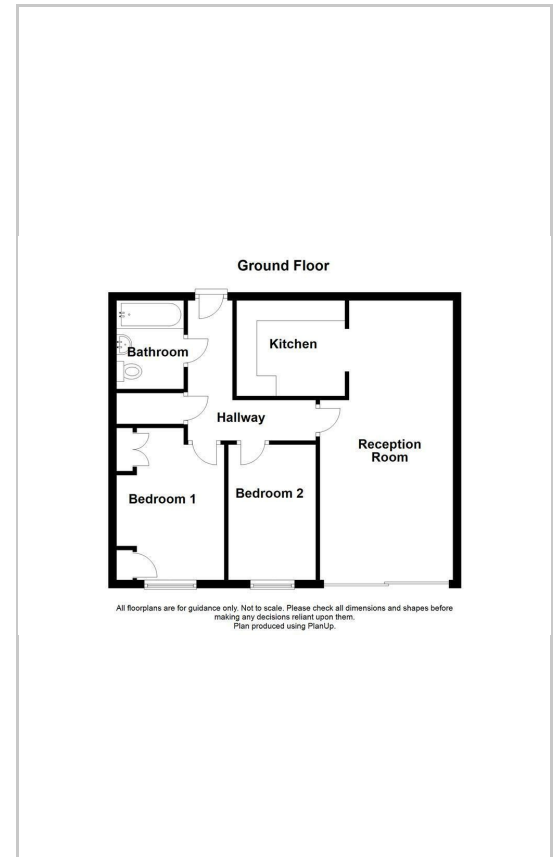 Ground Floor
Bathroom
Kitchen
Hallway
Reception
Room
Bedroom 1
Bedroom 2
All floorplans are for guidance only. Not to scale. Please check all dimensions and shapes before
making any decisions reliant upon them.
Plan produced using PlanUp.